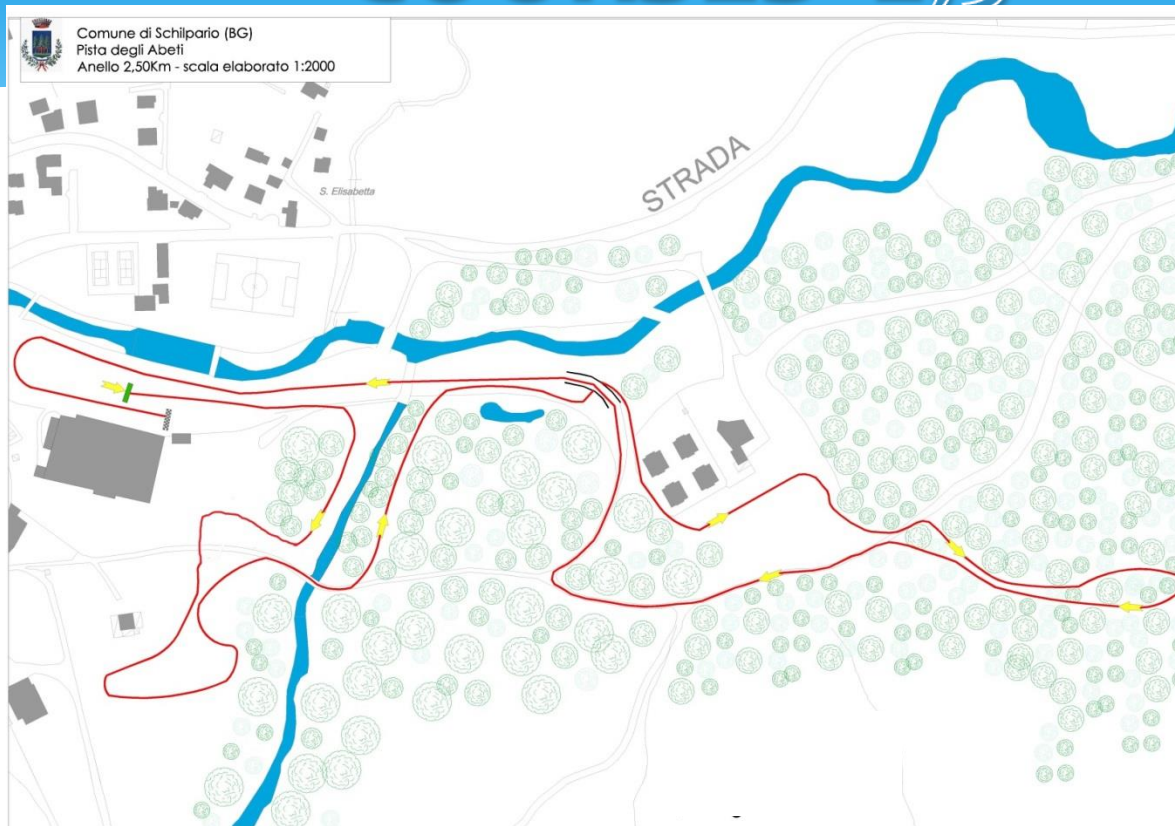 Comune di Schilpario (BG)
Pista degli Abeti
Anello 2,50Km - scala elaborato 1:2000
STRADA
S. Elisabetta